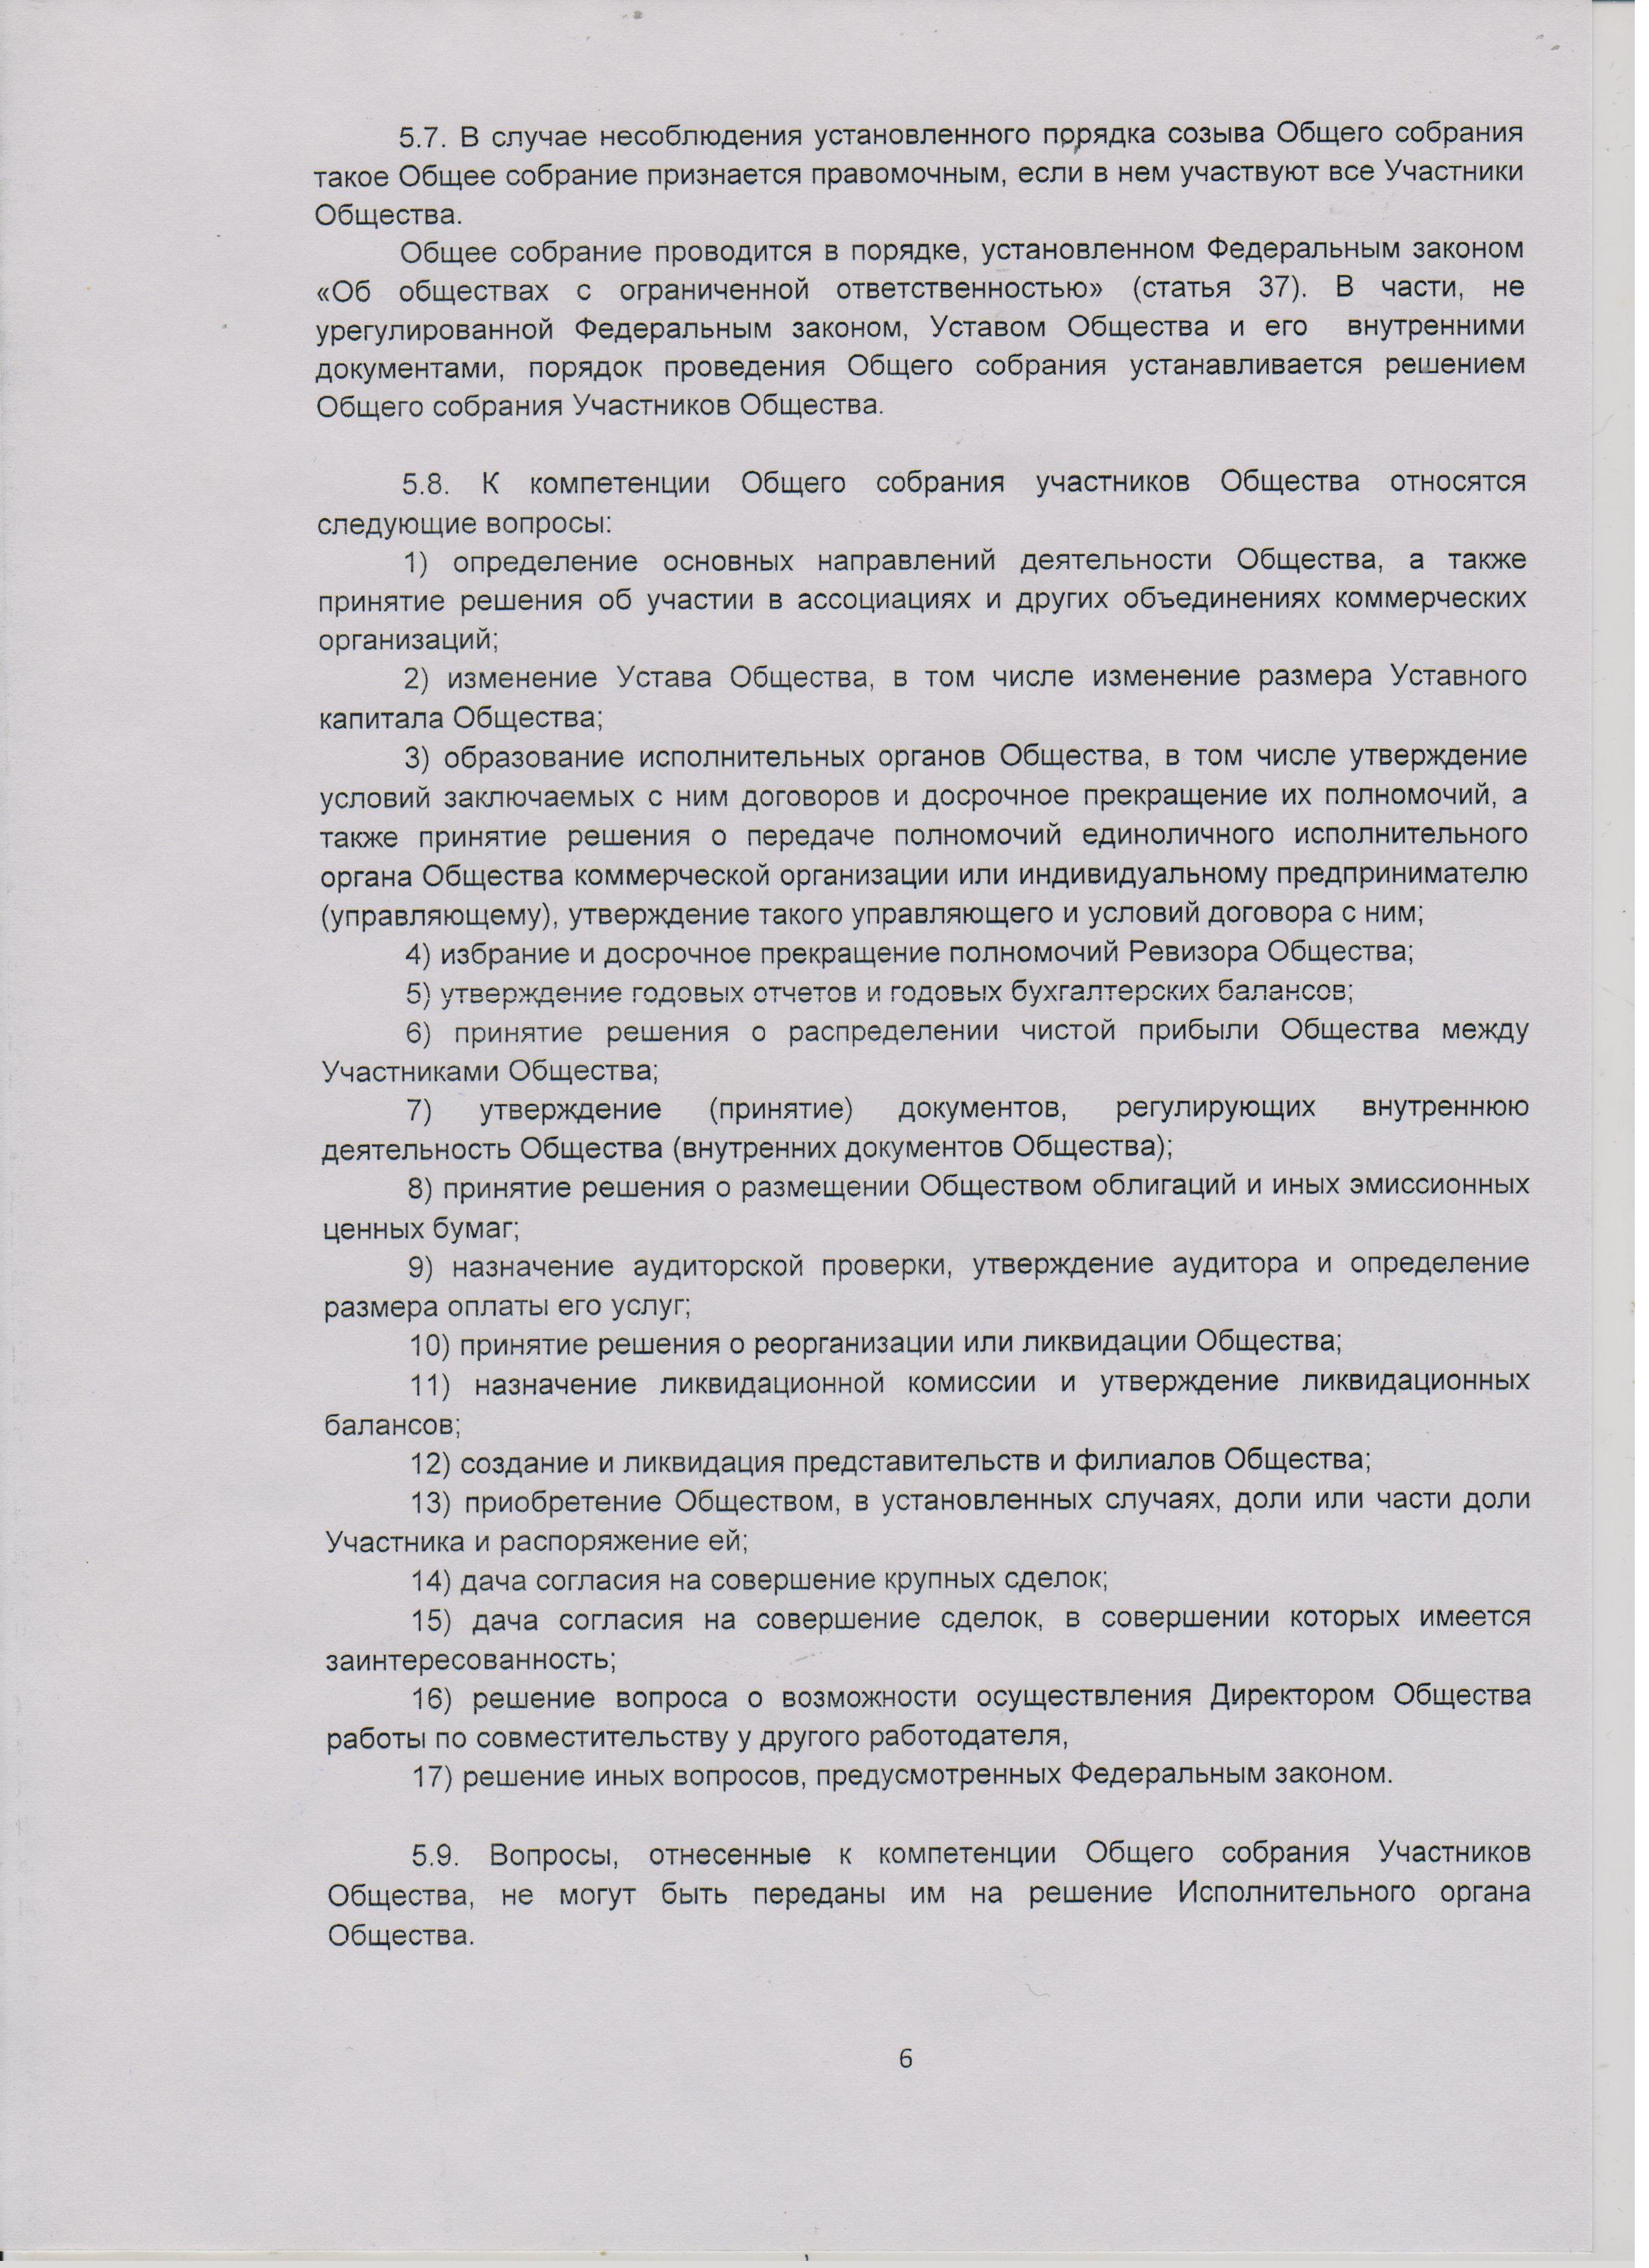 5.7. В случае несоблюдения установленного порядка созыва Общего собрания
такое Общее собрание признается правомочным, если в нем участвуют все Участники
Общества.
Общее собрание проводится в порядке, установленном Федеральным законом
«Об обществах с ограниченной ответственностью» (статья 37). В части, не
урегулированной Федеральным законом, Уставом Общества и его внутренними
документами, порядок проведения Общего собрания устанавливается решением
Общего собрания Участников Общества.
5.8. К компетенции Общего собрания участников Общества относятся
следующие вопросы:
1) определение основных направлений деятельности Общества, а также
принятие решения об участии в ассоциациях и других объединениях коммерческих
организаций;
2) изменение Устава Общества, в том числе изменение размера Уставного
капитала Общества;
3) образование исполнительных органов Общества, в том числе утверждение
условий заключаемых с ним договоров и досрочное прекращение их полномочий, а
также принятие решения о передаче полномочий единоличного исполнительного
органа Общества коммерческой организации или индивидуальному предпринимателю
(управляющему), утверждение такого управляющего и условий договора с ним;
4) избрание и досрочное прекращение полномочий Ревизора Общества;
5) утверждение годовых отчетов и годовых бухгалтерских балансов;
6) принятие решения о распределении чистой прибыли Общества между
Участниками Общества;
7) утверждение (принятие) документов, регулирующих внутреннюю
деятельность Общества (внутренних документов Общества);
8) принятие решения о размещении Обществом облигаций и иных эмиссионных
ценных бумаг;
9) назначение аудиторской проверки, утверждение аудитора и определение
размера оплаты его услуг;
10) принятие решения о реорганизации или ликвидации Общества;
11) назначение ликвидационной комиссии и утверждение ликвидационных
балансов;
12) создание и ликвидация представительств и филиалов Общества;
13) приобретение Обществом, в установленных случаях, доли или части доли
Участника и распоряжение ей;
14) дача согласия на совершение крупных сделок;
15) дача согласия на совершение сделок, в совершении которых имеется
заинтересованность;
16) решение вопроса о возможности осуществления Директором Общества
работы по совместительству у другого работодателя,
17) решение иных вопросов, предусмотренных Федеральным законом.
5.9. Вопросы, отнесенные к компетенции Общего собрания Участников
Общества, не могут быть переданы им на решение Исполнительного органа
Общества.
6